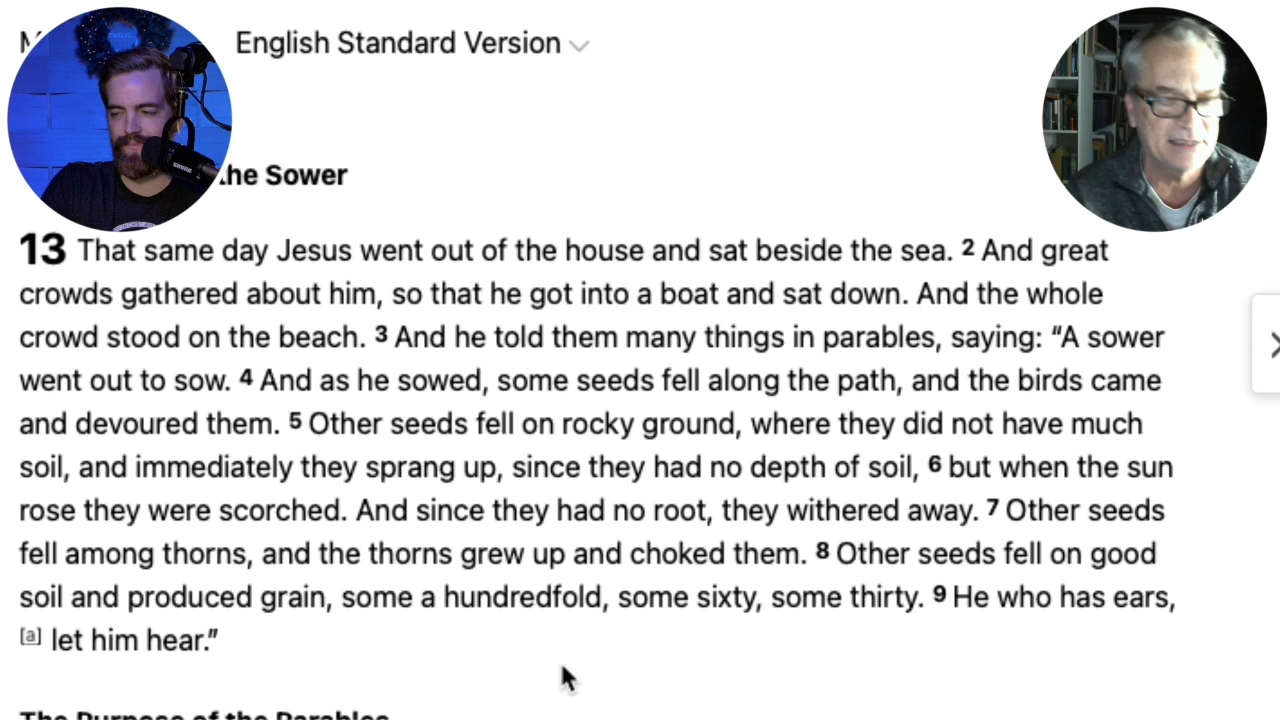 English Standard Version
the Sower
13 That same day Jesus went out of the house and sat beside the sea. 2 And great
crowds gathered about him, so that he got into a boat and sat down. And the whole
crowd stood on the beach. 3 And he told them many things in parables, saying: “A sower
went out to sow. 4 And as he sowed, some seeds fell along the path, and the birds came
and devoured them. 5 Other seeds fell on rocky ground, where they did not have much
soil, and immediately they sprang up, since they had no depth of soil, 6 but when the sun
rose they were scorched. And since they had no root, they withered away. 7 Other seeds
fell among thorns, and the thorns grew up and choked them. 8 Other seeds fell on good
soil and produced grain, some a hundredfold, some sixty, some thirty. 9 He who has ears,
[a] let him hear.”
The Purpose of the Parables
SHURE